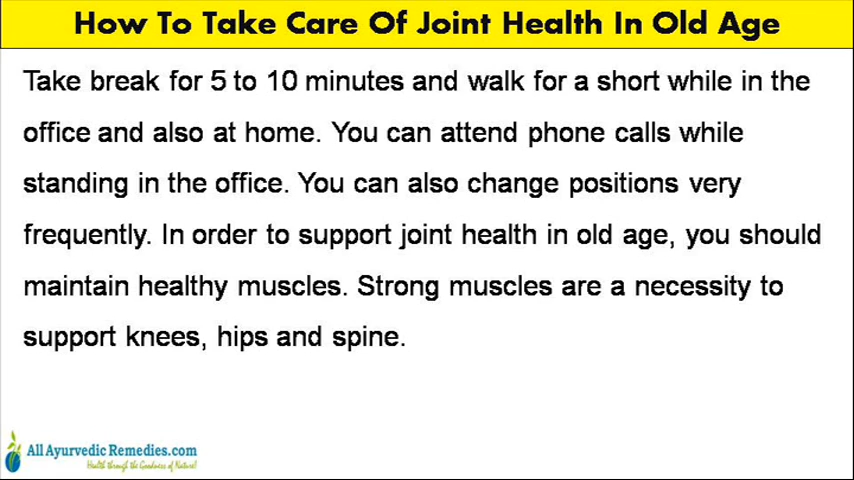 How To Take Care Of Joint Health In Old Age
Take break for 5 to 10 minutes and walk for a short while in the
office and also at home. You can attend phone calls while
standing in the office. You can also change positions very
frequently. In order to support joint health in old age, you should
maintain healthy muscles. Strong muscles are a necessity to
support knees, hips and spine.
All Ayurvedic Remedies.com
Health through the Goodness of Nature!